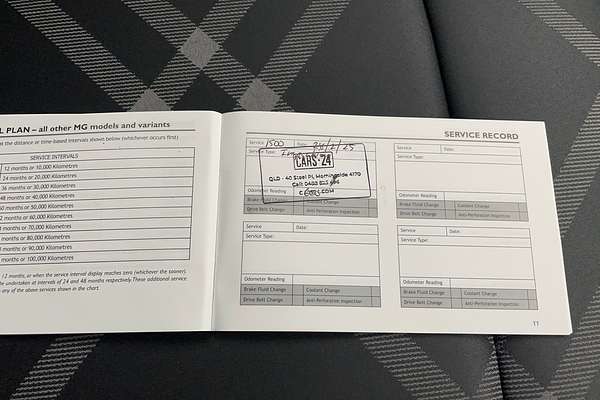 L PLAN – all other MG models and variants
at the distance or time-based intervals shown below (whichever occurs first)
SERVICE INTERVALS
12 months or 10,000 Kilometres
24 months or 20,000 Kilometres
36 months or 30,000 Kilometres
48 months or 40,000 Kilometres
60 months or 50,000 Kilometres
72 months or 60,000 Kilometres
months or 70,000 Kilometres
months or 80,000 Kilometres
months or 90,000 Kilometres
months or 100,000 Kilometres
12 months, or when the service interval display reaches zero (whichever the sooner).
be undertaken at intervals of 24 and 48 months respectively. These additional service
any of the above services shown in the chart.
SERVICE RECORD
Service 1500 Date:
Service Type:
CARS24
QLD - 40 Steel Pl, Morningside 4770
Odometer Reading
Brake Fluid Change Coolant Change
Drive Belt Change Anti-Perforation Inspection
Service Date:
Service Type:
Odometer Reading
Brake Fluid Change Coolant Change
Drive Belt Change Anti-Perforation Inspection
Service Date:
Service Type:
Odometer Reading
Brake Fluid Change Coolant Change
Drive Belt Change Anti-Perforation Inspection
Service Date:
Service Type:
Odometer Reading
Brake Fluid Change Coolant Change
Drive Belt Change Anti-Perforation Inspection
11